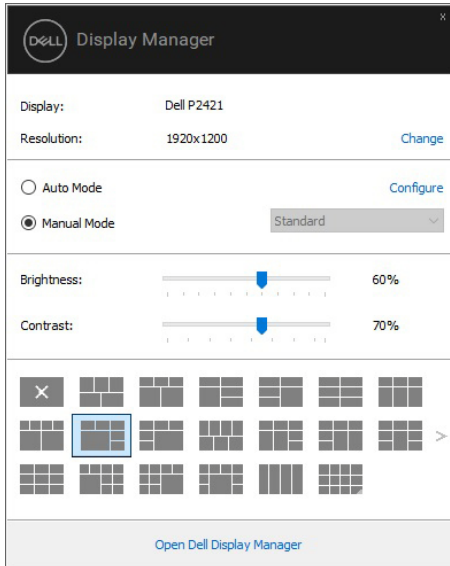 DELL Display Manager x
Display: Dell P2421
Resolution: 1920x1200 Change
Auto Mode Configure
Manual Mode Standard
Brightness: 60%
Contrast: 70%
Open Dell Display Manager